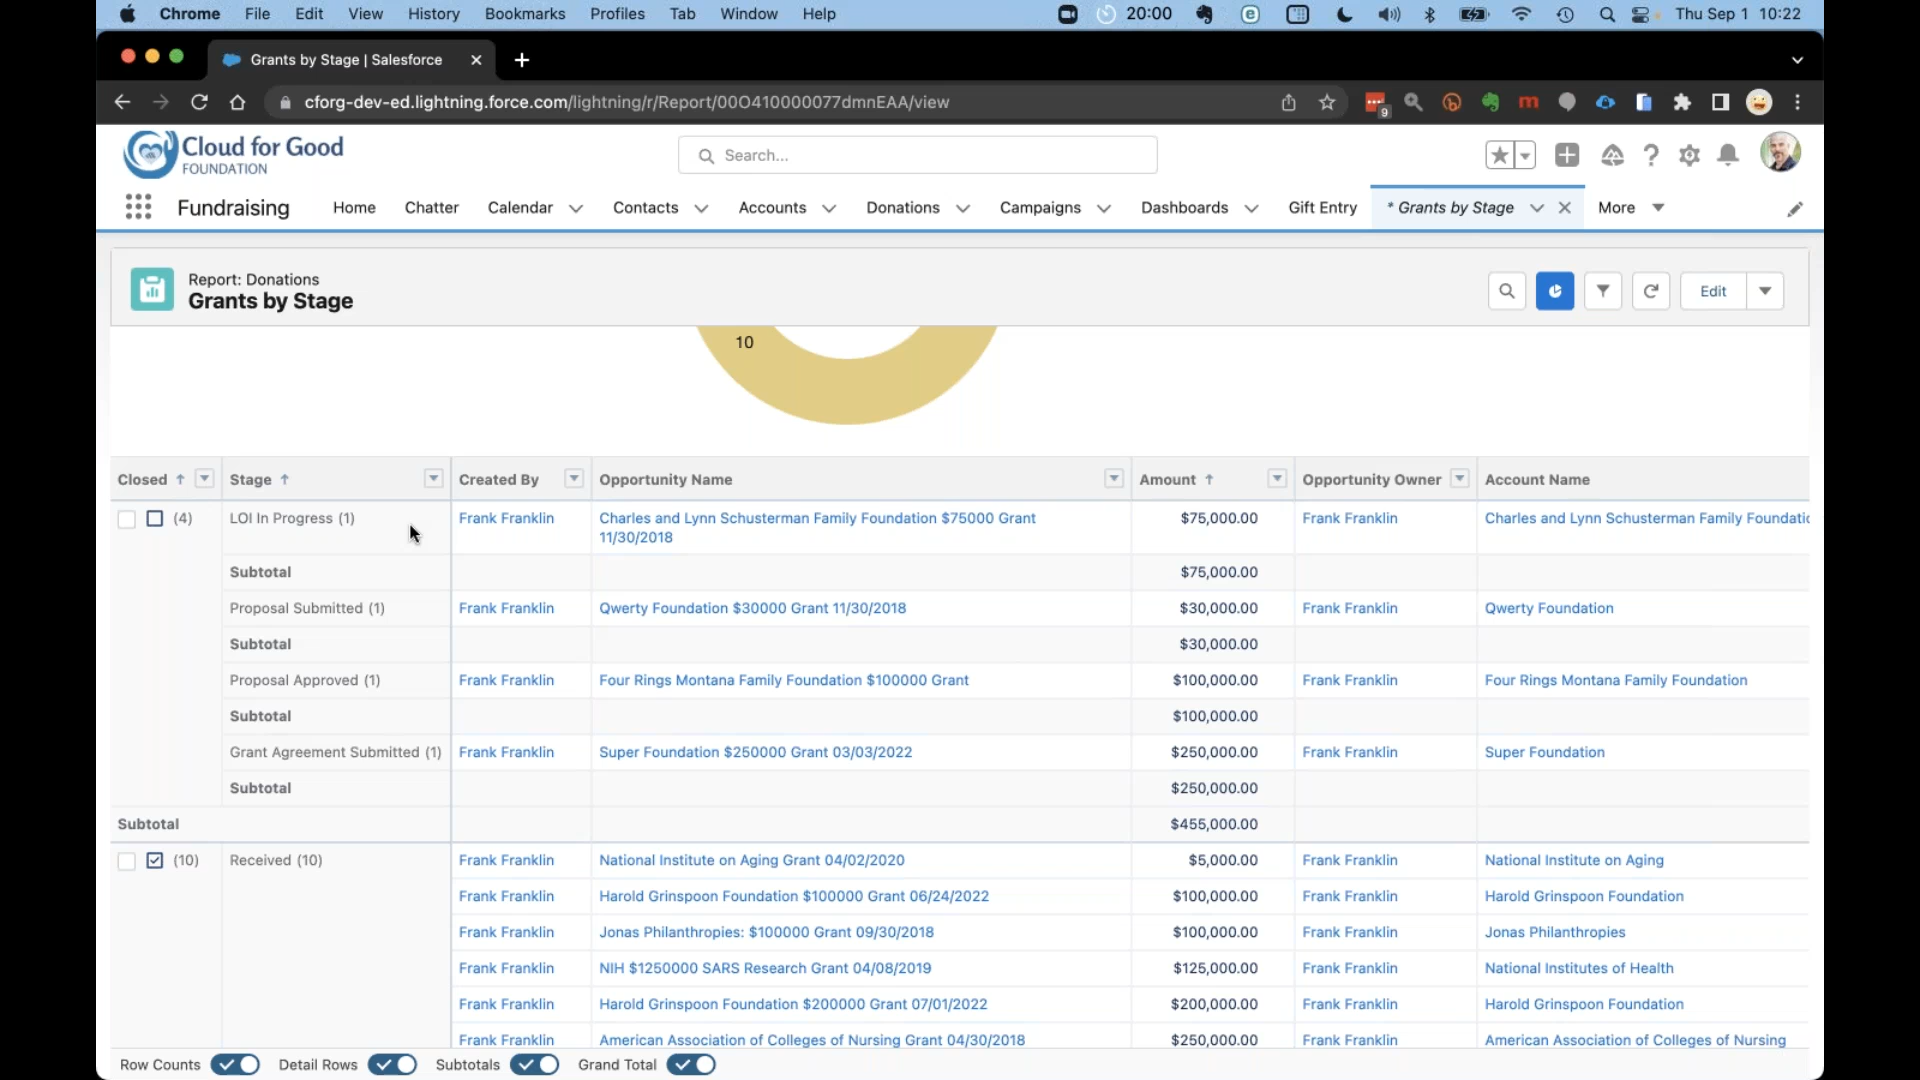 Chrome File Edit View History Bookmarks Profiles Tab Window Help 20:00 Thu Sep 1 10:22
Grants by Stage | Salesforce
cforg-dev-ed.lightning.force.com/lightning/r/Report/00O410000077dmnEAA/view 9
Cloud for Good
FOUNDATION
Search...
Fundraising Home Chatter Calendar Contacts Accounts Donations Campaigns Dashboards Gift Entry * Grants by Stage More
Report: Donations
Grants by Stage
Edit
10
Closed ↑ Stage ↑ Created By Opportunity Name Amount ↑ Opportunity Owner Account Name
(4) LOI In Progress (1) Frank Franklin Charles and Lynn Schusterman Family Foundation $75000 Grant $75,000.00 Frank Franklin Charles and Lynn Schusterman Family Foundatio
11/30/2018
Subtotal $75,000.00
Proposal Submitted (1) Frank Franklin Qwerty Foundation $30000 Grant 11/30/2018 $30,000.00 Frank Franklin Qwerty Foundation
Subtotal $30,000.00
Proposal Approved (1) Frank Franklin Four Rings Montana Family Foundation $100000 Grant $100,000.00 Frank Franklin Four Rings Montana Family Foundation
Subtotal $100,000.00
Grant Agreement Submitted (1) Frank Franklin Super Foundation $250000 Grant 03/03/2022 $250,000.00 Frank Franklin Super Foundation
Subtotal $250,000.00
Subtotal $455,000.00
(10) Received (10) Frank Franklin National Institute on Aging Grant 04/02/2020 $5,000.00 Frank Franklin National Institute on Aging
Frank Franklin Harold Grinspoon Foundation $100000 Grant 06/24/2022 $100,000.00 Frank Franklin Harold Grinspoon Foundation
Frank Franklin Jonas Philanthropies: $100000 Grant 09/30/2018 $100,000.00 Frank Franklin Jonas Philanthropies
Frank Franklin NIH $1250000 SARS Research Grant 04/08/2019 $125,000.00 Frank Franklin National Institutes of Health
Frank Franklin Harold Grinspoon Foundation $200000 Grant 07/01/2022 $200,000.00 Frank Franklin Harold Grinspoon Foundation
Frank Franklin American Association of Colleges of Nursing Grant 04/30/2018 $250,000.00 Frank Franklin American Association of Colleges of Nursing
Row Counts Detail Rows Subtotals Grand Total